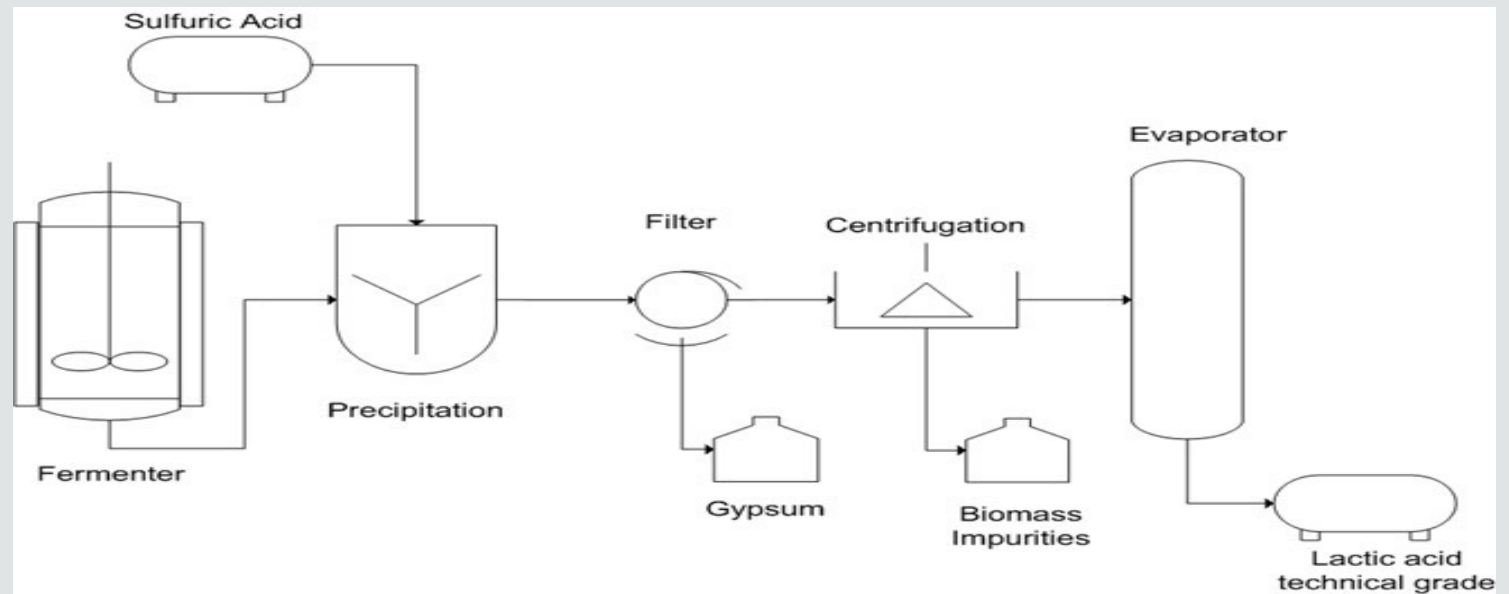 Sulfuric Acid
Evaporator
Filter
Centrifugation
Precipitation
Fermenter
Gypsum
Biomass
Impurities
Lactic acid
technical grade